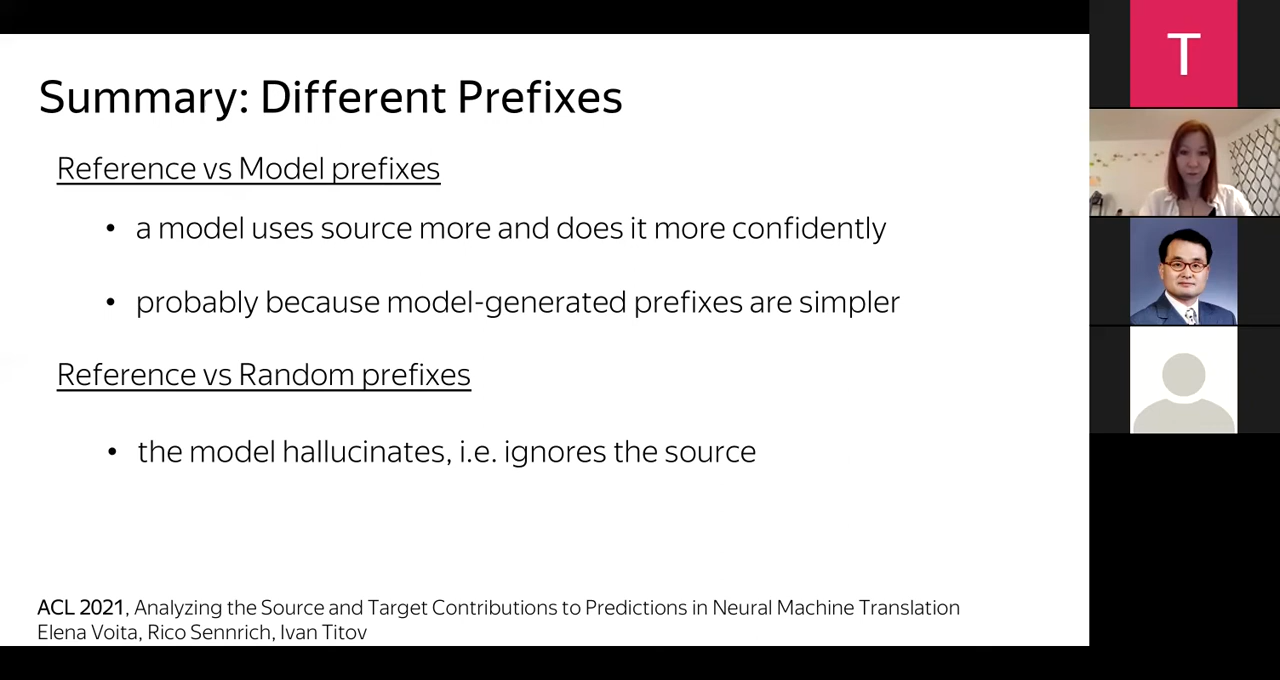 Summary: Different Prefixes
Reference vs Model prefixes
• a model uses source more and does it more confidently
• probably because model-generated prefixes are simpler
Reference vs Random prefixes
• the model hallucinates, i.e. ignores the source
ACL 2021, Analyzing the Source and Target Contributions to Predictions in Neural Machine Translation
Elena Voita, Rico Sennrich, Ivan Titov
T